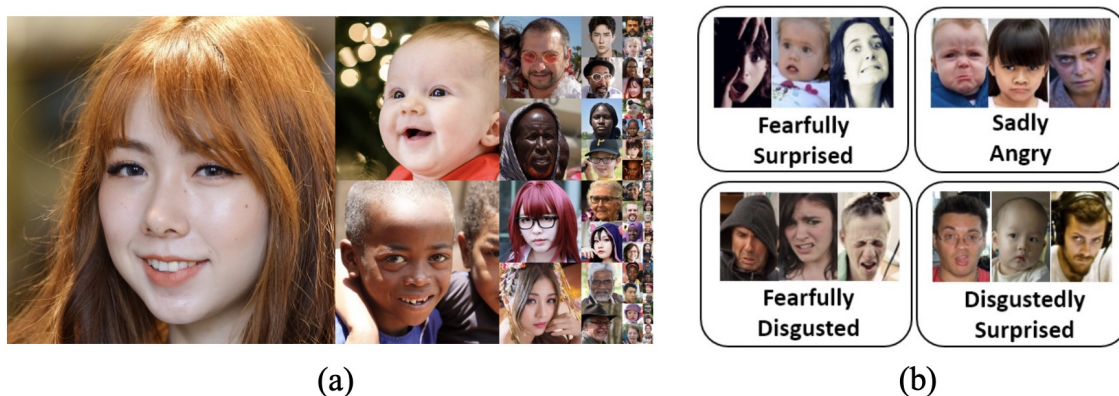 Fearfully
Surprised
Sadly
Angry
Fearfully
Disgusted
Disgustedly
Surprised
(a)
(b)